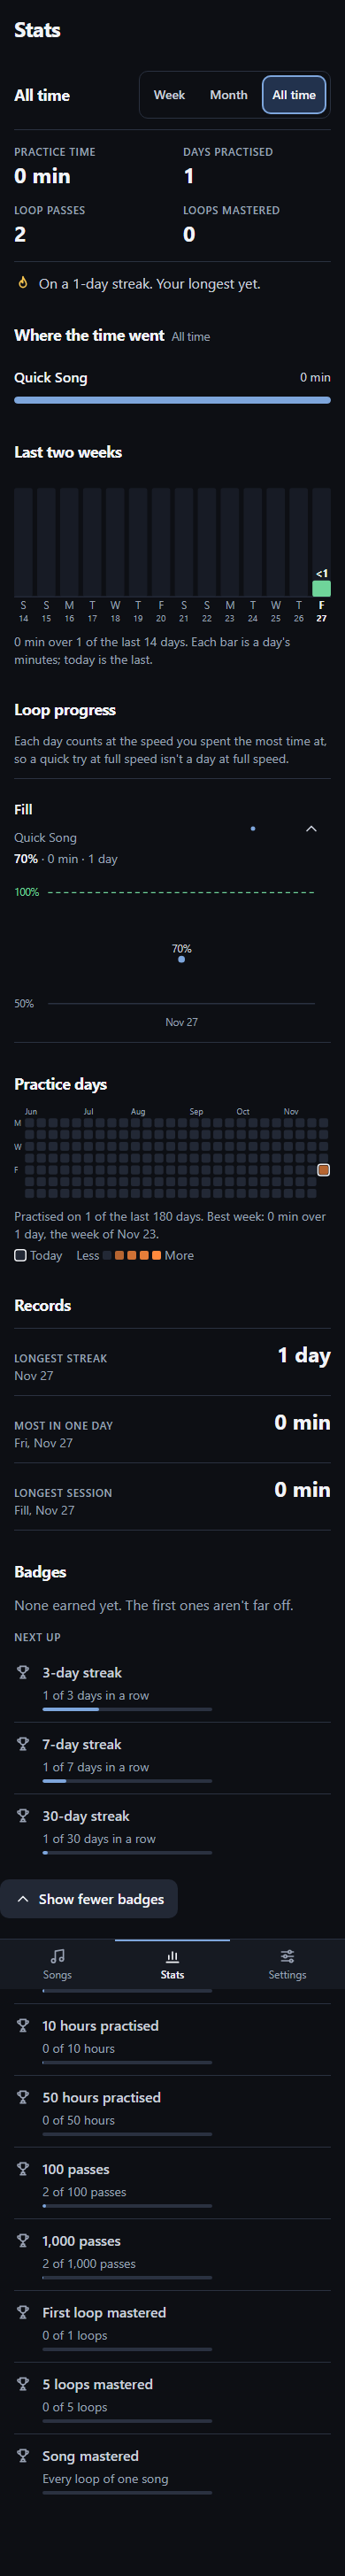 Stats
All time
Week Month All time
PRACTICE TIME DAYS PRACTISED
0 min 1
LOOP PASSES LOOPS MASTERED
2 0
On a 1-day streak. Your longest yet.
Where the time went All time
Quick Song 0 min
Last two weeks
<1
S S M T W T F S S M T W T F
14 15 16 17 18 19 20 21 22 23 24 25 26 27
0 min over 1 of the last 14 days. Each bar is a day's
minutes; today is the last.
Loop progress
Each day counts at the speed you spent the most time at,
so a quick try at full speed isn't a day at full speed.
Fill
Quick Song
70% · 0 min · 1 day
100%
70%
50%
Nov 27
Practice days
Jun Jul Aug Sep Oct Nov
M
W
F
Practised on 1 of the last 180 days. Best week: 0 min over
1 day, the week of Nov 23.
Today Less More
Records
LONGEST STREAK 1 day
Nov 27
MOST IN ONE DAY 0 min
Fri, Nov 27
LONGEST SESSION 0 min
Fill, Nov 27
Badges
None earned yet. The first ones aren't far off.
NEXT UP
3-day streak
1 of 3 days in a row
7-day streak
1 of 7 days in a row
30-day streak
1 of 30 days in a row
Show fewer badges
Songs Stats Settings
10 hours practised
0 of 10 hours
50 hours practised
0 of 50 hours
100 passes
2 of 100 passes
1,000 passes
2 of 1,000 passes
First loop mastered
0 of 1 loops
5 loops mastered
0 of 5 loops
Song mastered
Every loop of one song